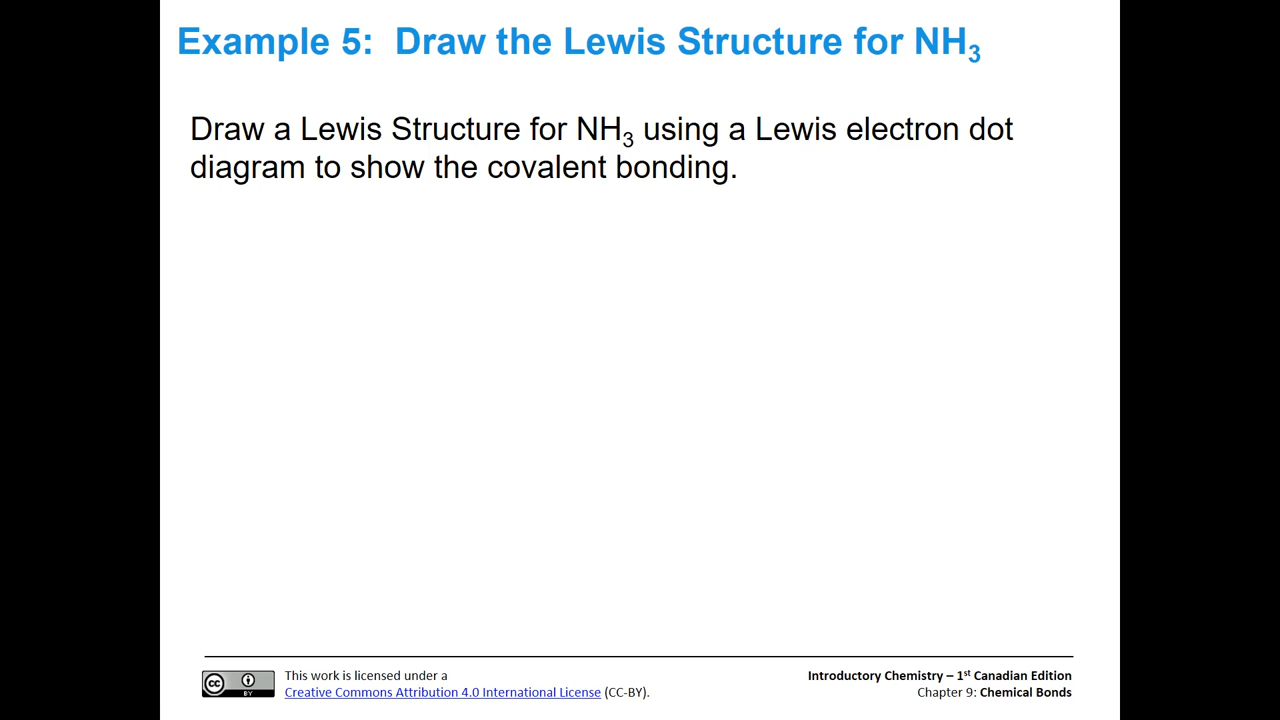 Example 5: Draw the Lewis Structure for NH₃
Draw a Lewis Structure for NH₃ using a Lewis electron dot
diagram to show the covalent bonding.
cc BY
This work is licensed under a
Creative Commons Attribution 4.0 International License (CC-BY).
Introductory Chemistry – 1st Canadian Edition
Chapter 9: Chemical Bonds